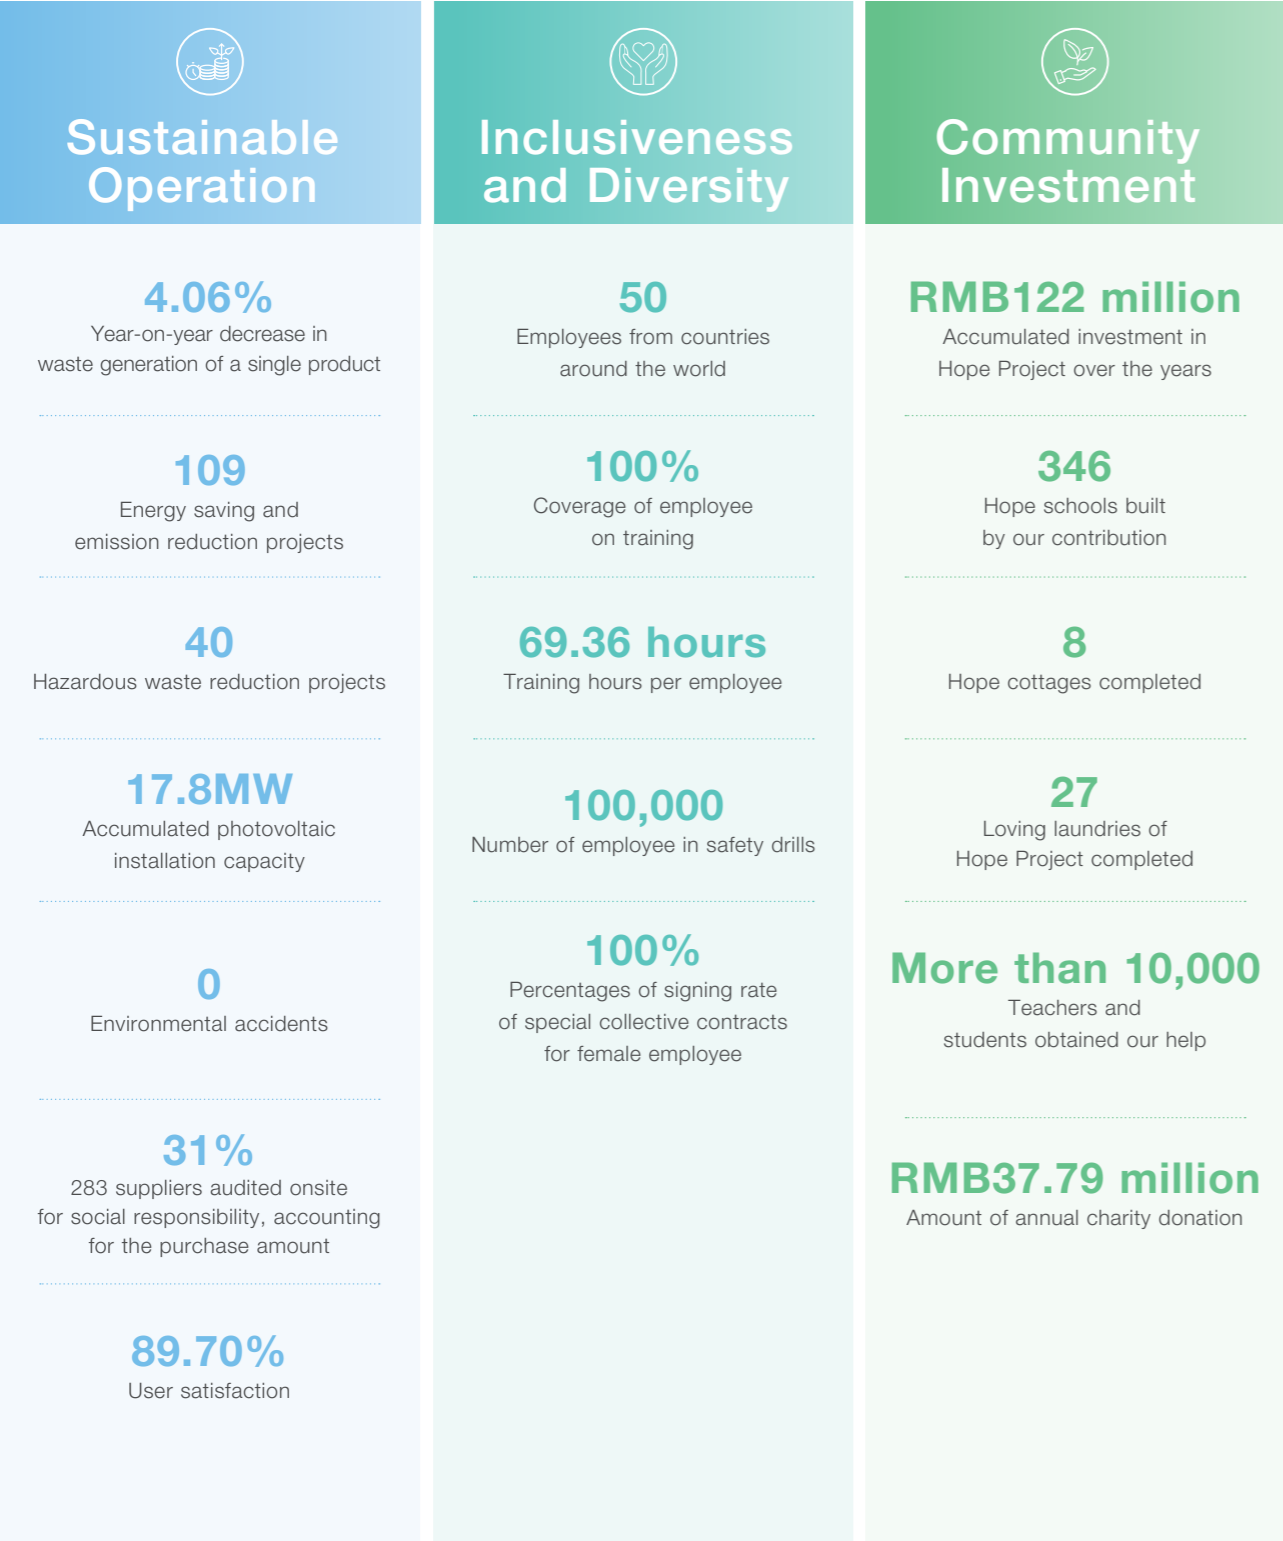 Sustainable
Operation
4.06%
Year-on-year decrease in
waste generation of a single product
109
Energy saving and
emission reduction projects
40
Hazardous waste reduction projects
17.8MW
Accumulated photovoltaic
installation capacity
0
Environmental accidents
31%
283 suppliers audited onsite
for social responsibility, accounting
for the purchase amount
89.70%
User satisfaction
Inclusiveness
and Diversity
50
Employees from countries
around the world
100%
Coverage of employee
on training
69.36 hours
Training hours per employee
100,000
Number of employee in safety drills
100%
Percentages of signing rate
of special collective contracts
for female employee
Community
Investment
RMB122 million
Accumulated investment in
Hope Project over the years
346
Hope schools built
by our contribution
8
Hope cottages completed
27
Loving laundries of
Hope Project completed
More than 10,000
Teachers and
students obtained our help
RMB37.79 million
Amount of annual charity donation